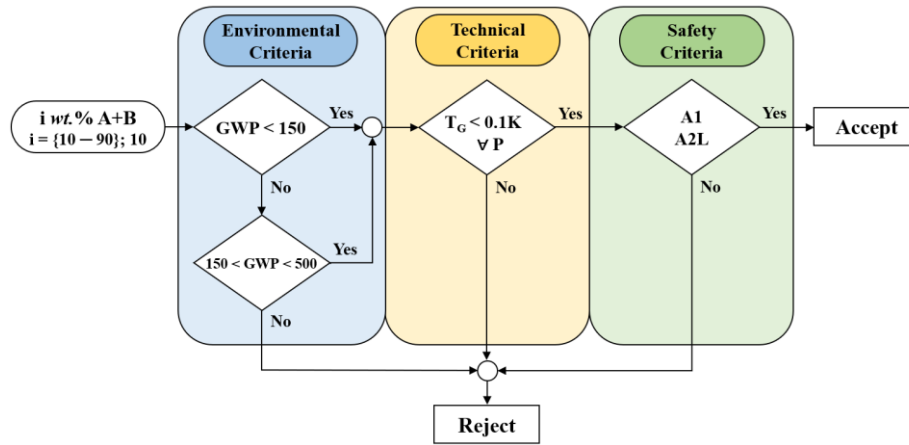 Environmental
Criteria
Technical
Criteria
Safety
Criteria
i wt.% A+B
i = {10 — 90}; 10
GWP < 150
Yes
No
150 < GWP < 500
Yes
No
T_G < 0.1K
∀ P
Yes
No
A1
A2L
Yes
No
Accept
Reject